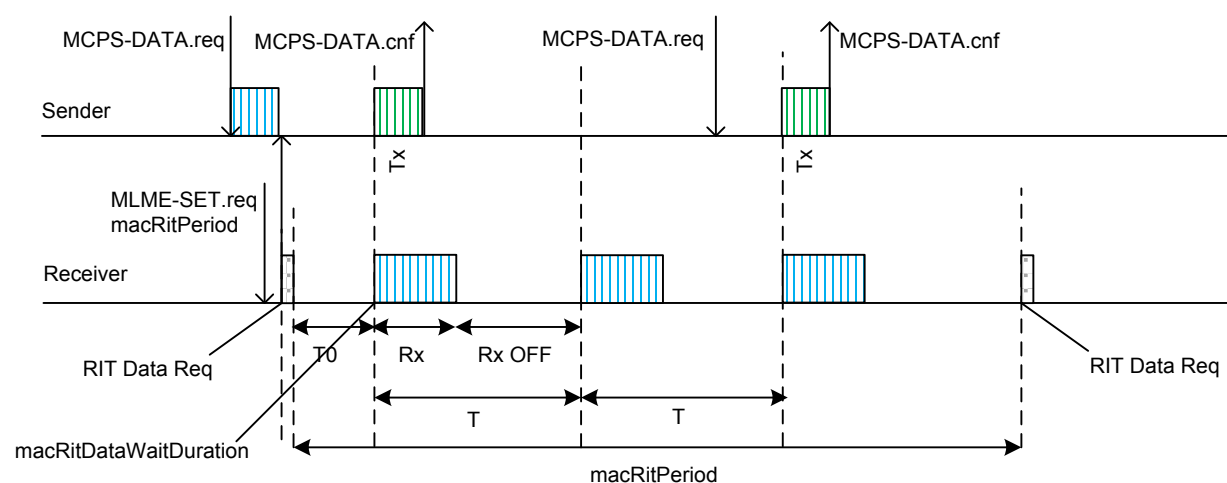 MCPS-DATA.req
MCPS-DATA.cnf
MCPS-DATA.req
MCPS-DATA.cnf
Sender
Tx
Tx
MLME-SET.req
macRitPeriod
Receiver
T0
Rx
Rx OFF
RIT Data Req
RIT Data Req
T
T
macRitDataWaitDuration
macRitPeriod